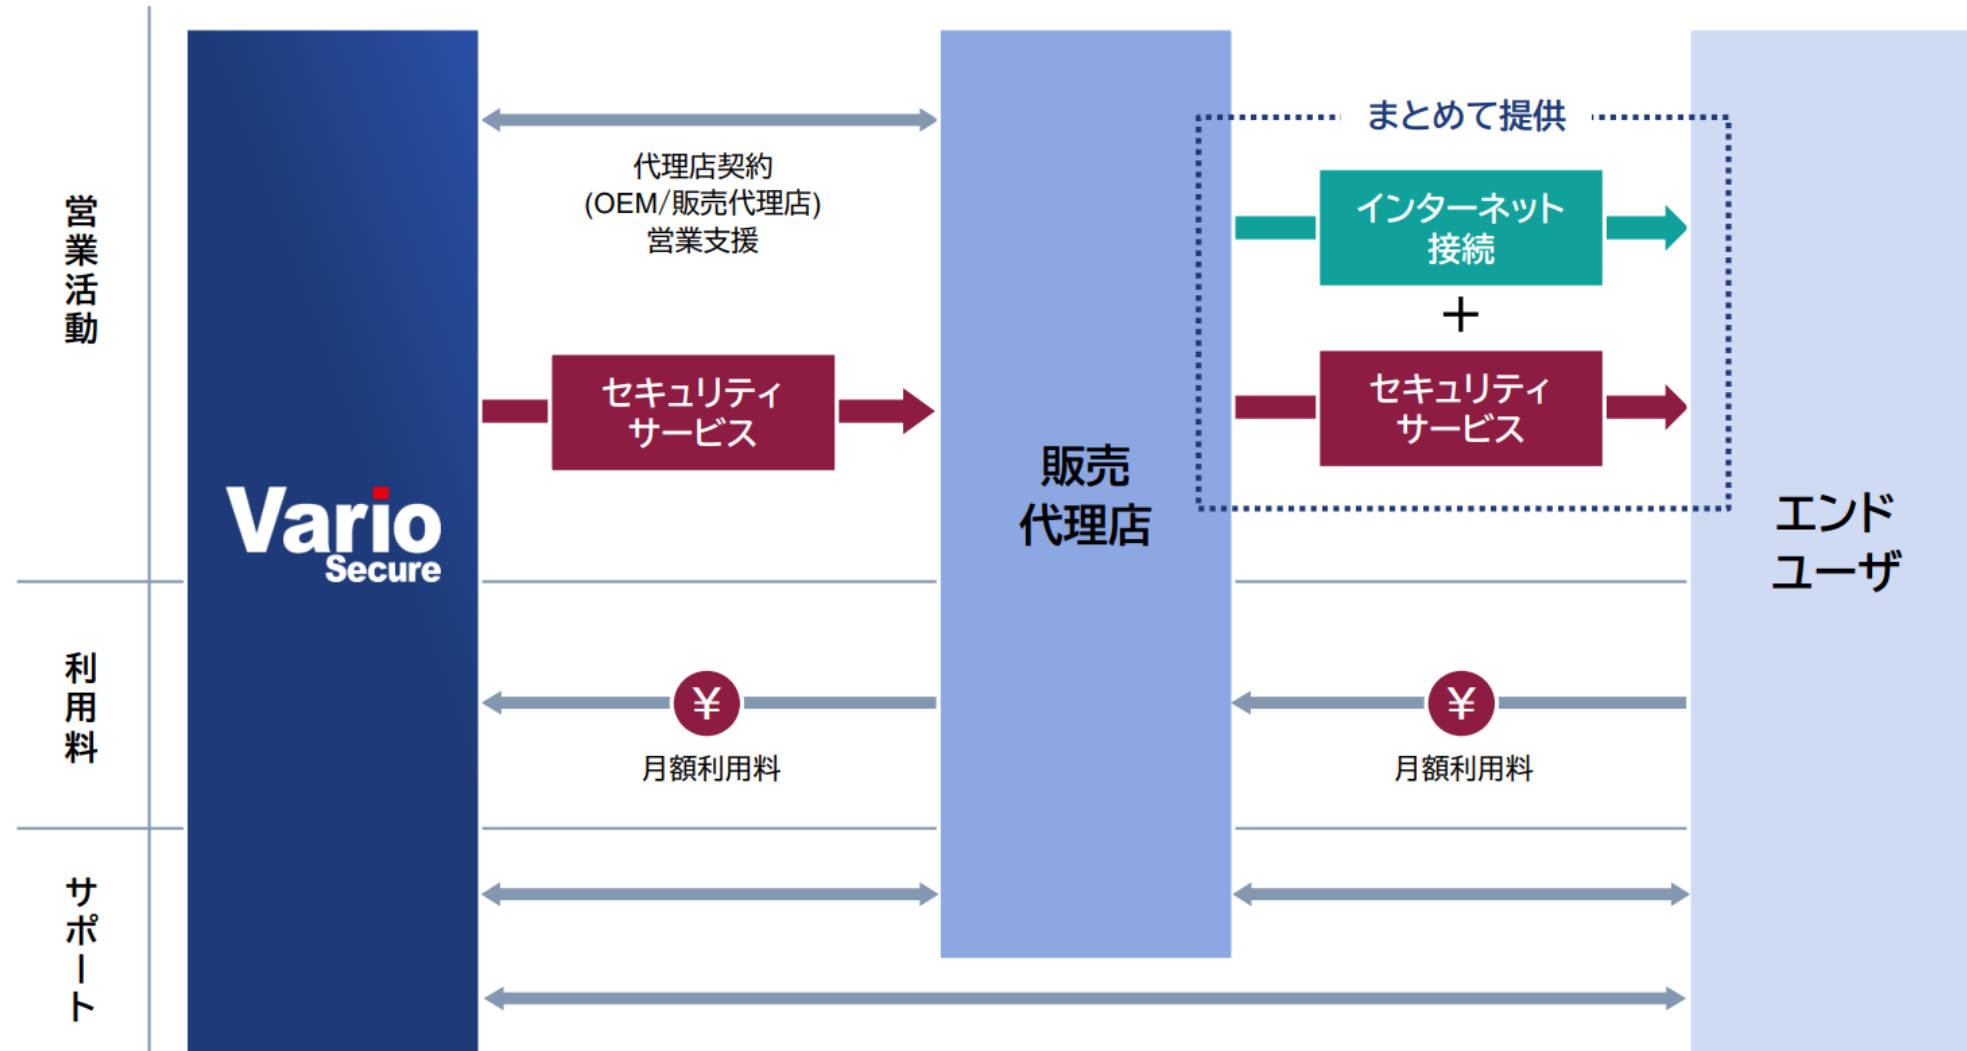 営業活動
代理店契約
(OEM/販売代理店)
営業支援
まとめて提供
インターネット
接続
+
セキュリティ
サービス
セキュリティ
サービス
Vario
Secure
販売
代理店
エンド
ユーザ
利用料
¥
月額利用料
¥
月額利用料
サポート